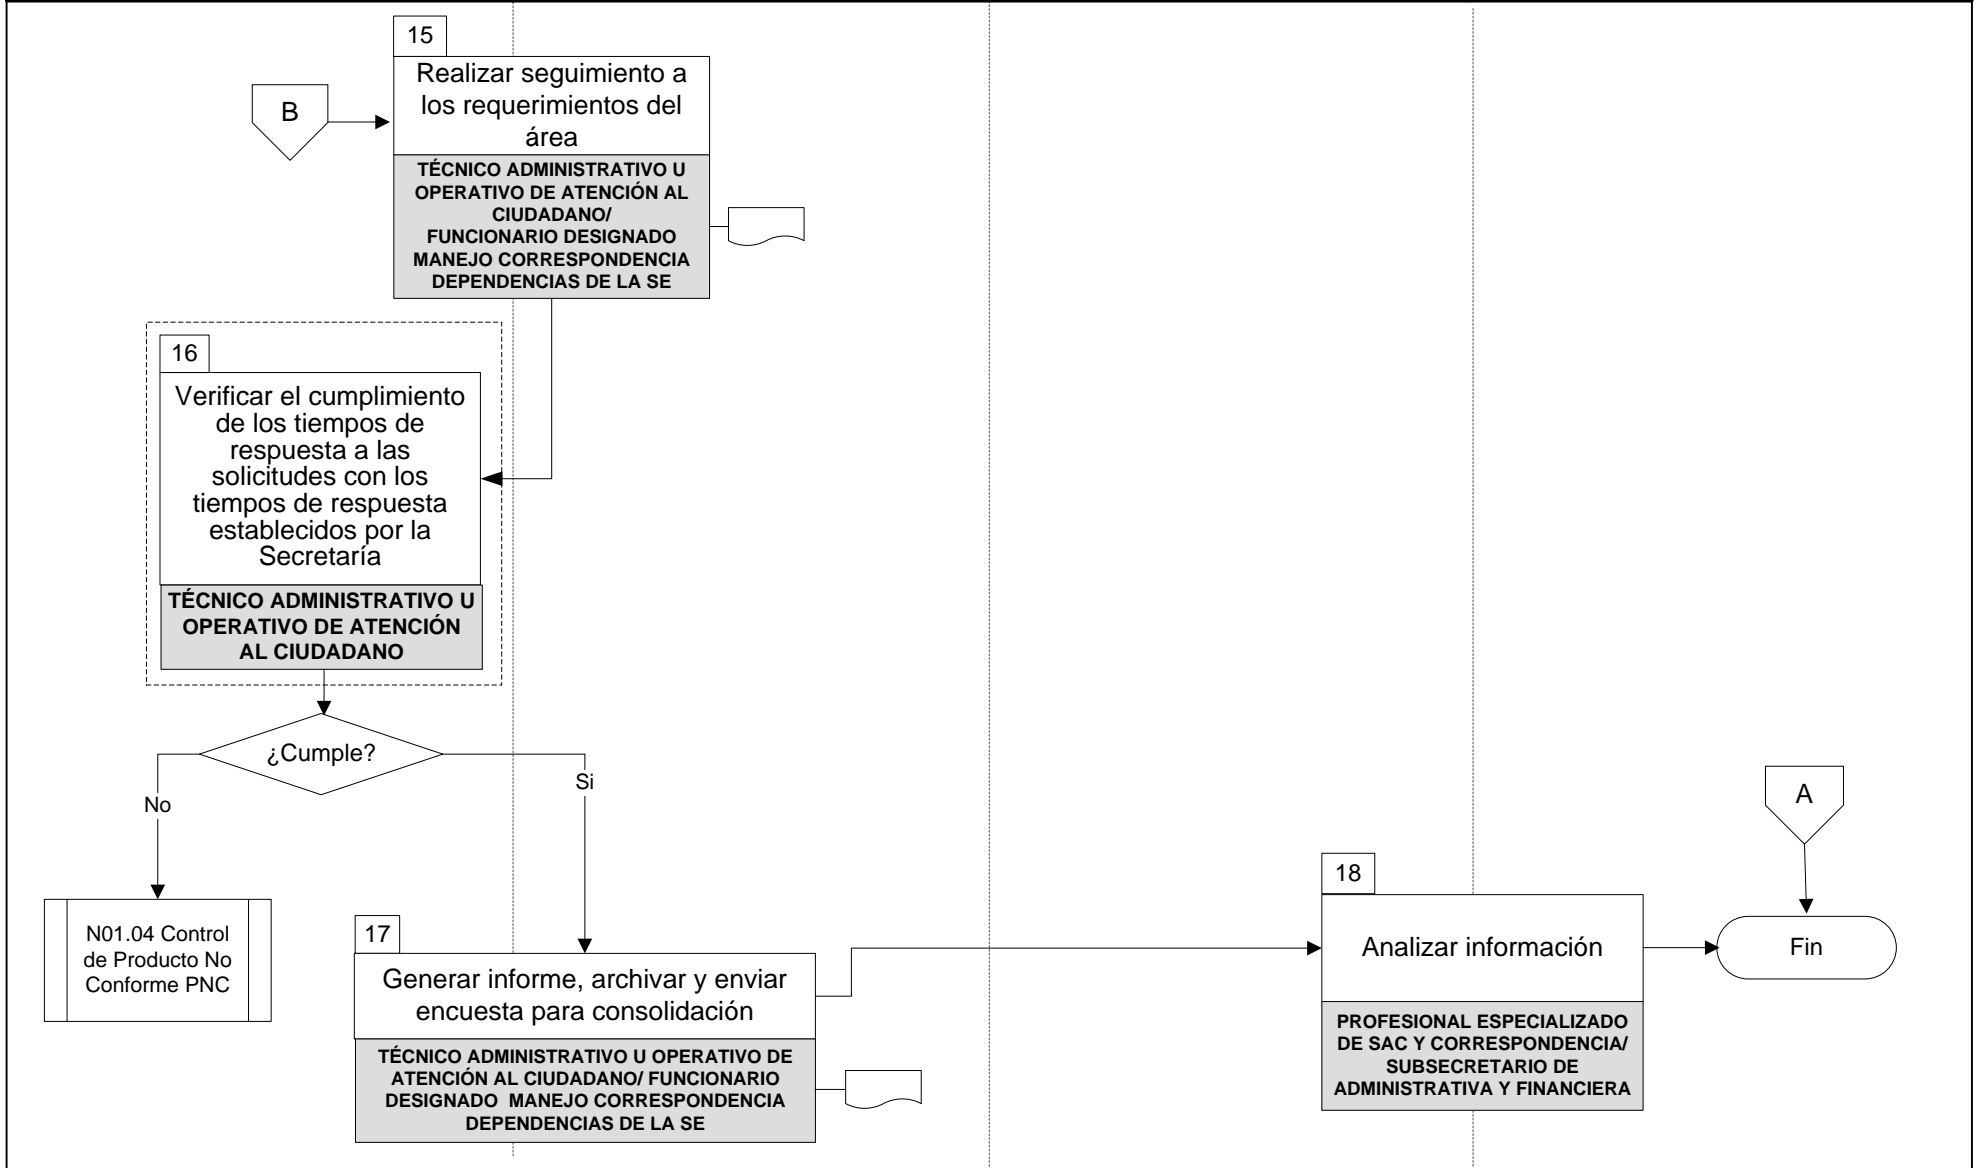 15
Realizar seguimiento a
los requerimientos del
área
B
TÉCNICO ADMINISTRATIVO U
OPERATIVO DE ATENCIÓN AL
CIUDADANO/
FUNCIONARIO DESIGNADO
MANEJO CORRESPONDENCIA
DEPENDENCIAS DE LA SE
16
Verificar el cumplimiento
de los tiempos de
respuesta a las
solicitudes con los
tiempos de respuesta
establecidos por la
Secretaría
TÉCNICO ADMINISTRATIVO U
OPERATIVO DE ATENCIÓN
AL CIUDADANO
¿Cumple?
No
Si
N01.04 Control
de Producto No
Conforme PNC
17
Generar informe, archivar y enviar
encuesta para consolidación
TÉCNICO ADMINISTRATIVO U OPERATIVO DE
ATENCIÓN AL CIUDADANO/ FUNCIONARIO
DESIGNADO MANEJO CORRESPONDENCIA
DEPENDENCIAS DE LA SE
18
Analizar información
PROFESIONAL ESPECIALIZADO
DE SAC Y CORRESPONDENCIA/
SUBSECRETARIO DE
ADMINISTRATIVA Y FINANCIERA
A
Fin